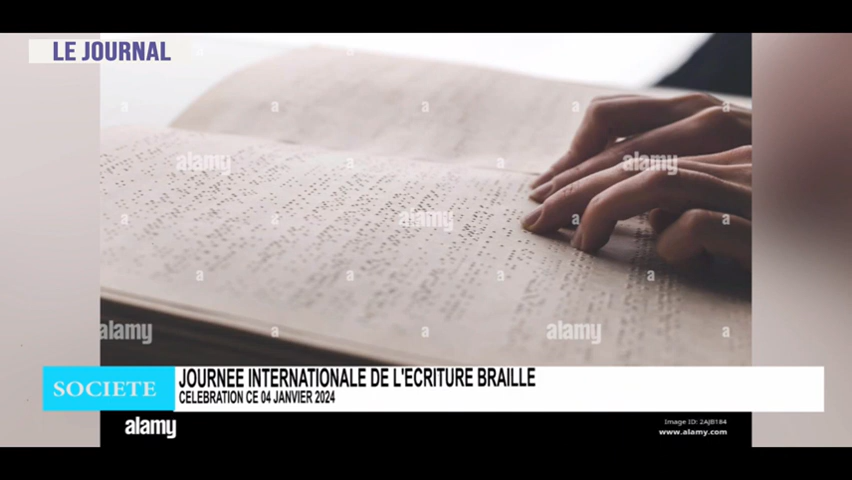 LE JOURNAL
alamy
alamy
alamy
alamy
alamy
SOCIETE
JOURNEE INTERNATIONALE DE L'ECRITURE BRAILLE
CELEBRATION CE 04 JANVIER 2024
alamy
Image ID: 2AJB184
www.alamy.com